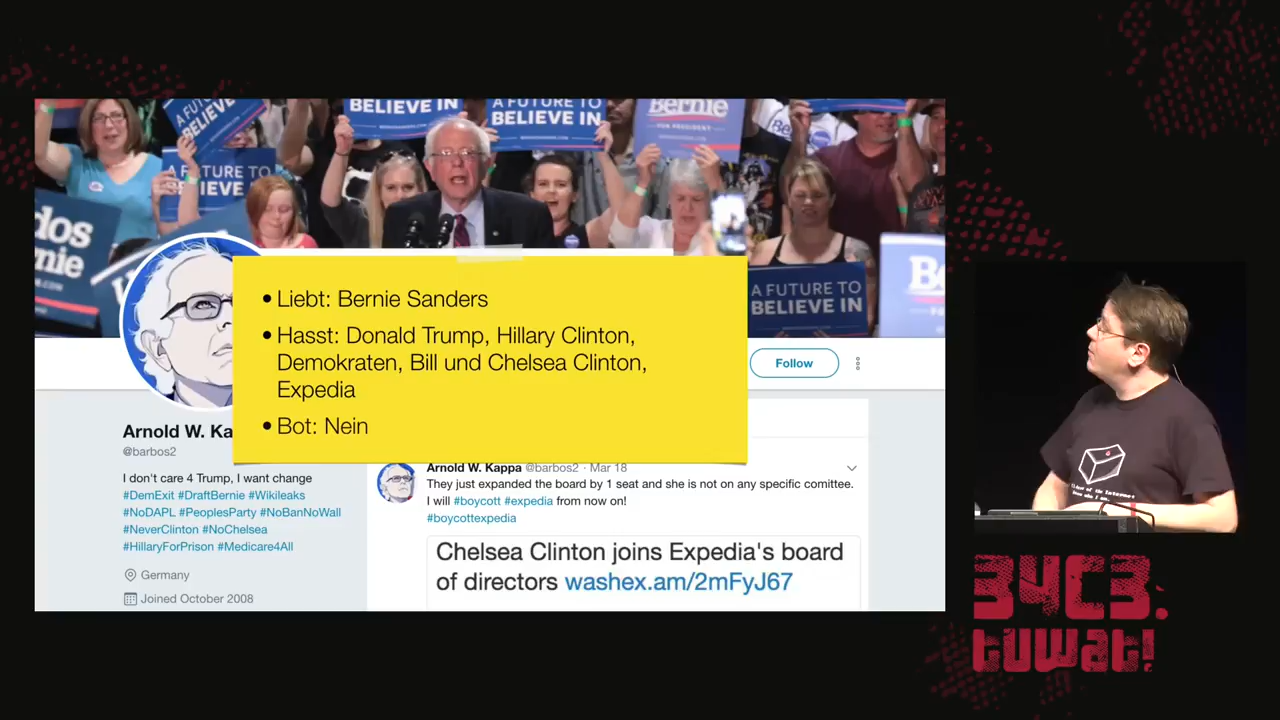 BELIEVE IN
A FUTURE TO
BELIEVE IN
Bernie
A FUTURE TO
BELIEVE IN
A FUTURE TO
BELIEVE IN
• Liebt: Bernie Sanders
• Hasst: Donald Trump, Hillary Clinton,
Demokraten, Bill und Chelsea Clinton,
Expedia
• Bot: Nein
Follow
Arnold W. Ka
@barbos2
I don't care 4 Trump, I want change
#DemExit #DraftBernie #Wikileaks
#NoDAPL #PeoplesParty #NoBanNoWall
#NeverClinton #NoChelsea
#HillaryForPrison #Medicare4All
Germany
Joined October 2008
Arnold W. Kappa @barbos2 · Mar 18
They just expanded the board by 1 seat and she is not on any specific comittee.
I will #boycott #expedia from now on!
#boycottexpedia
Chelsea Clinton joins Expedia's board
of directors washex.am/2mFyJ67
34C3.
tuwat!